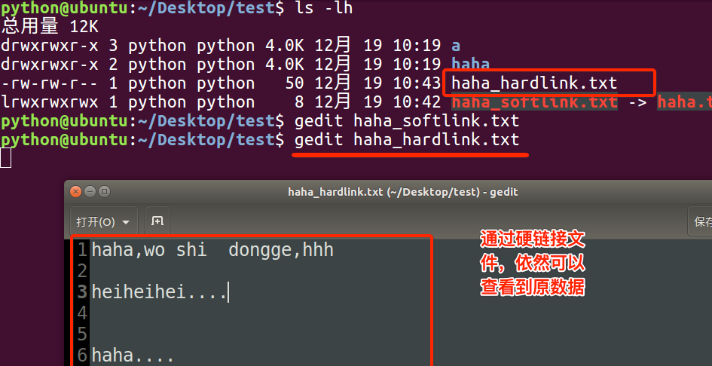 python@ubuntu:~/Desktop/test$ ls -lh
总用量 12K
drwxrwxr-x 3 python python 4.0K 12月 19 10:19 a
drwxrwxr-x 2 python python 4.0K 12月 19 10:19 haha
-rw-rw-r-- 1 python python   50 12月 19 10:43 haha_hardlink.txt
lrwxrwxrwx 1 python python    8 12月 19 10:42 haha_softlink.txt -> haha.t
python@ubuntu:~/Desktop/test$ gedit haha_softlink.txt
python@ubuntu:~/Desktop/test$ gedit haha_hardlink.txt
haha_hardlink.txt (~/Desktop/test) - gedit
打开(O) 保存
1 haha,wo shi  dongge,hhh
2
3 heiheihei....
4
5
6 haha....
通过硬链接文
件，依然可以
查看到原数据